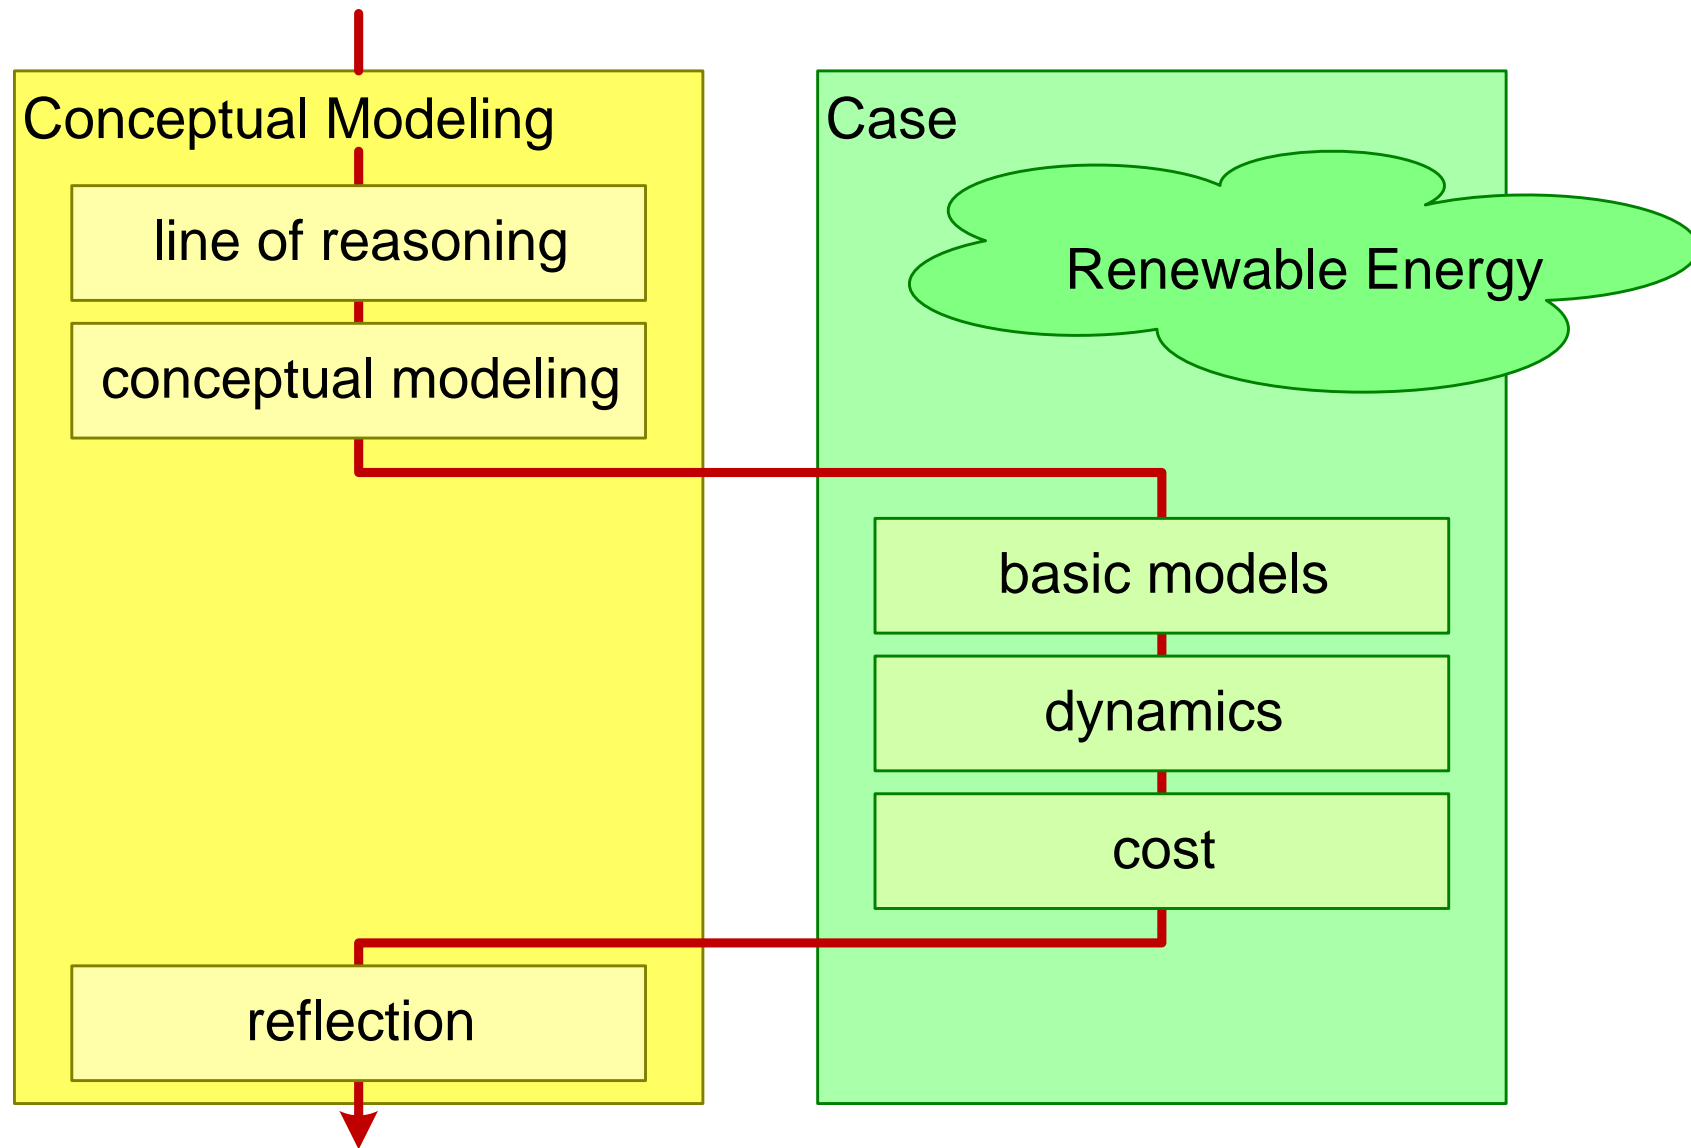 Conceptual Modeling
line of reasoning
conceptual modeling
Case
Renewable Energy
basic models
dynamics
cost
reflection